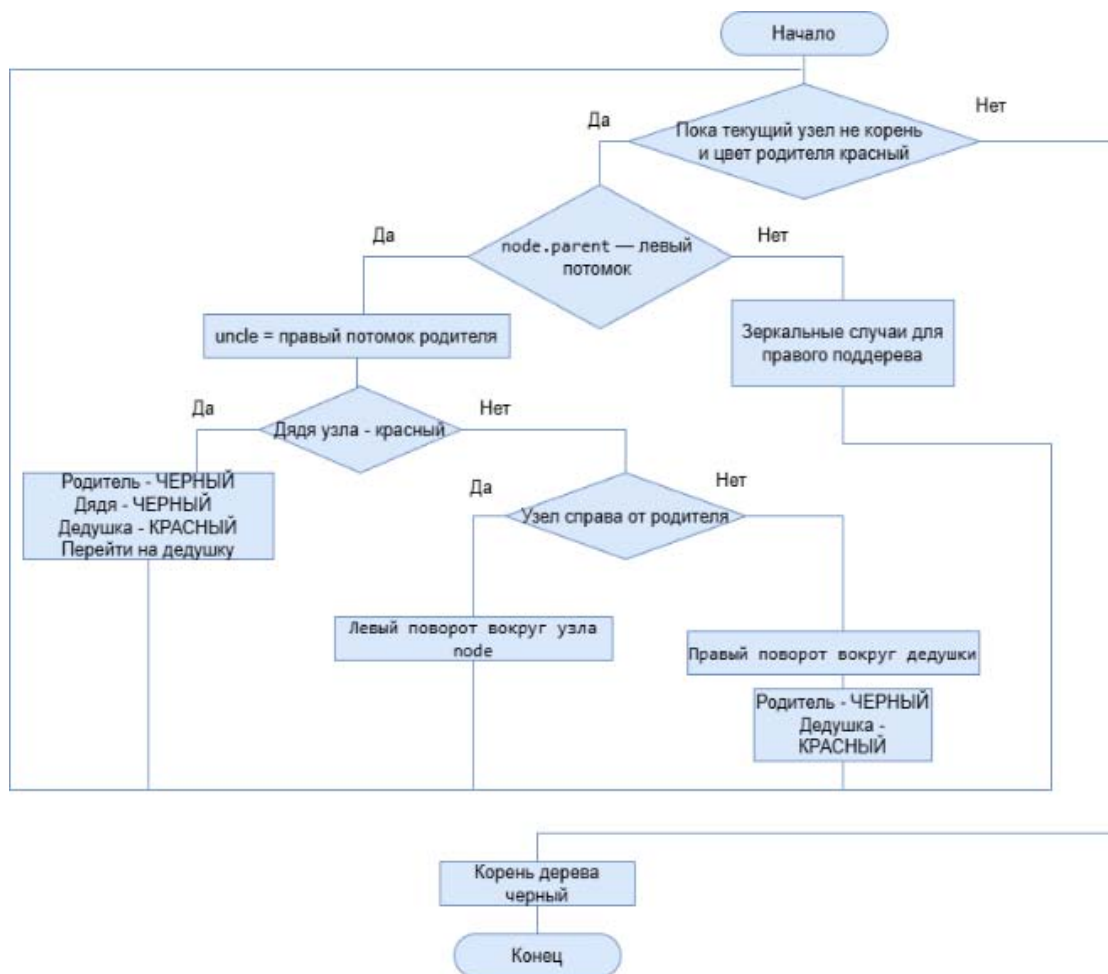 Начало
Да
Нет
Пока текущий узел не корень
и цвет родителя красный
Да
Нет
node.parent — левый
потомок
uncle = правый потомок родителя
Зеркальные случаи для
правого поддерева
Да
Нет
Дядя узла - красный
Родитель - ЧЕРНЫЙ
Дядя - ЧЕРНЫЙ
Дедушка - КРАСНЫЙ
Перейти на дедушку
Да
Нет
Узел справа от родителя
Левый поворот вокруг узла
node
Правый поворот вокруг дедушки
Родитель - ЧЕРНЫЙ
Дедушка -
КРАСНЫЙ
Корень дерева
черный
Конец